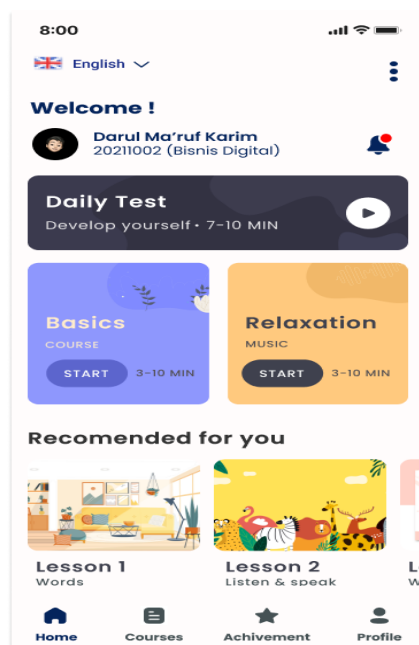 8:00
English
Welcome !
Darul Ma'ruf Karim
20211002 (Bisnis Digital)
Daily Test
Develop yourself • 7-10 MIN
Basics
COURSE
START 3-10 MIN
Relaxation
MUSIC
START 3-10 MIN
Recomended for you
Lesson 1
Words
Lesson 2
Listen & speak
L
W
Home Courses Achivement Profile